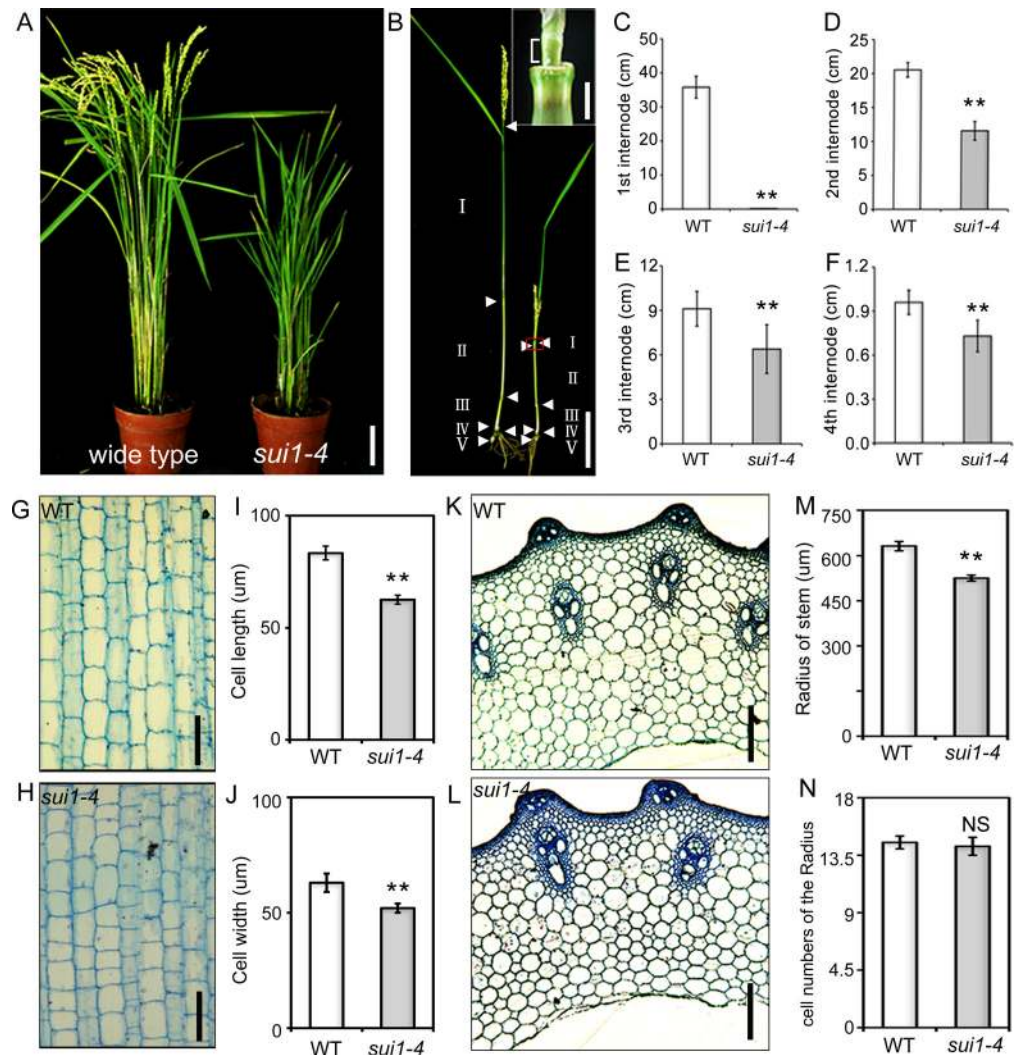 A
wide type
sui1-4
B
I
II
III
IV
V
I
II
III
IV
V
C
1st internode (cm)
50
40
30
20
10
0
**
WT
sui1-4
D
2nd internode (cm)
25
20
15
10
5
0
**
WT
sui1-4
E
3rd internode (cm)
12
9
6
3
0
**
WT
sui1-4
F
4th internode (cm)
1.2
0.9
0.6
0.3
0.0
**
WT
sui1-4
G
WT
H
sui1-4
I
Cell length (um)
100
50
0
**
WT
sui1-4
J
Cell width (um)
100
50
0
**
WT
sui1-4
K
WT
L
sui1-4
M
Radius of stem (um)
750
600
450
300
150
0
**
WT
sui1-4
N
cell numbers of the Radius
18
13.5
9
4.5
0
NS
WT
sui1-4